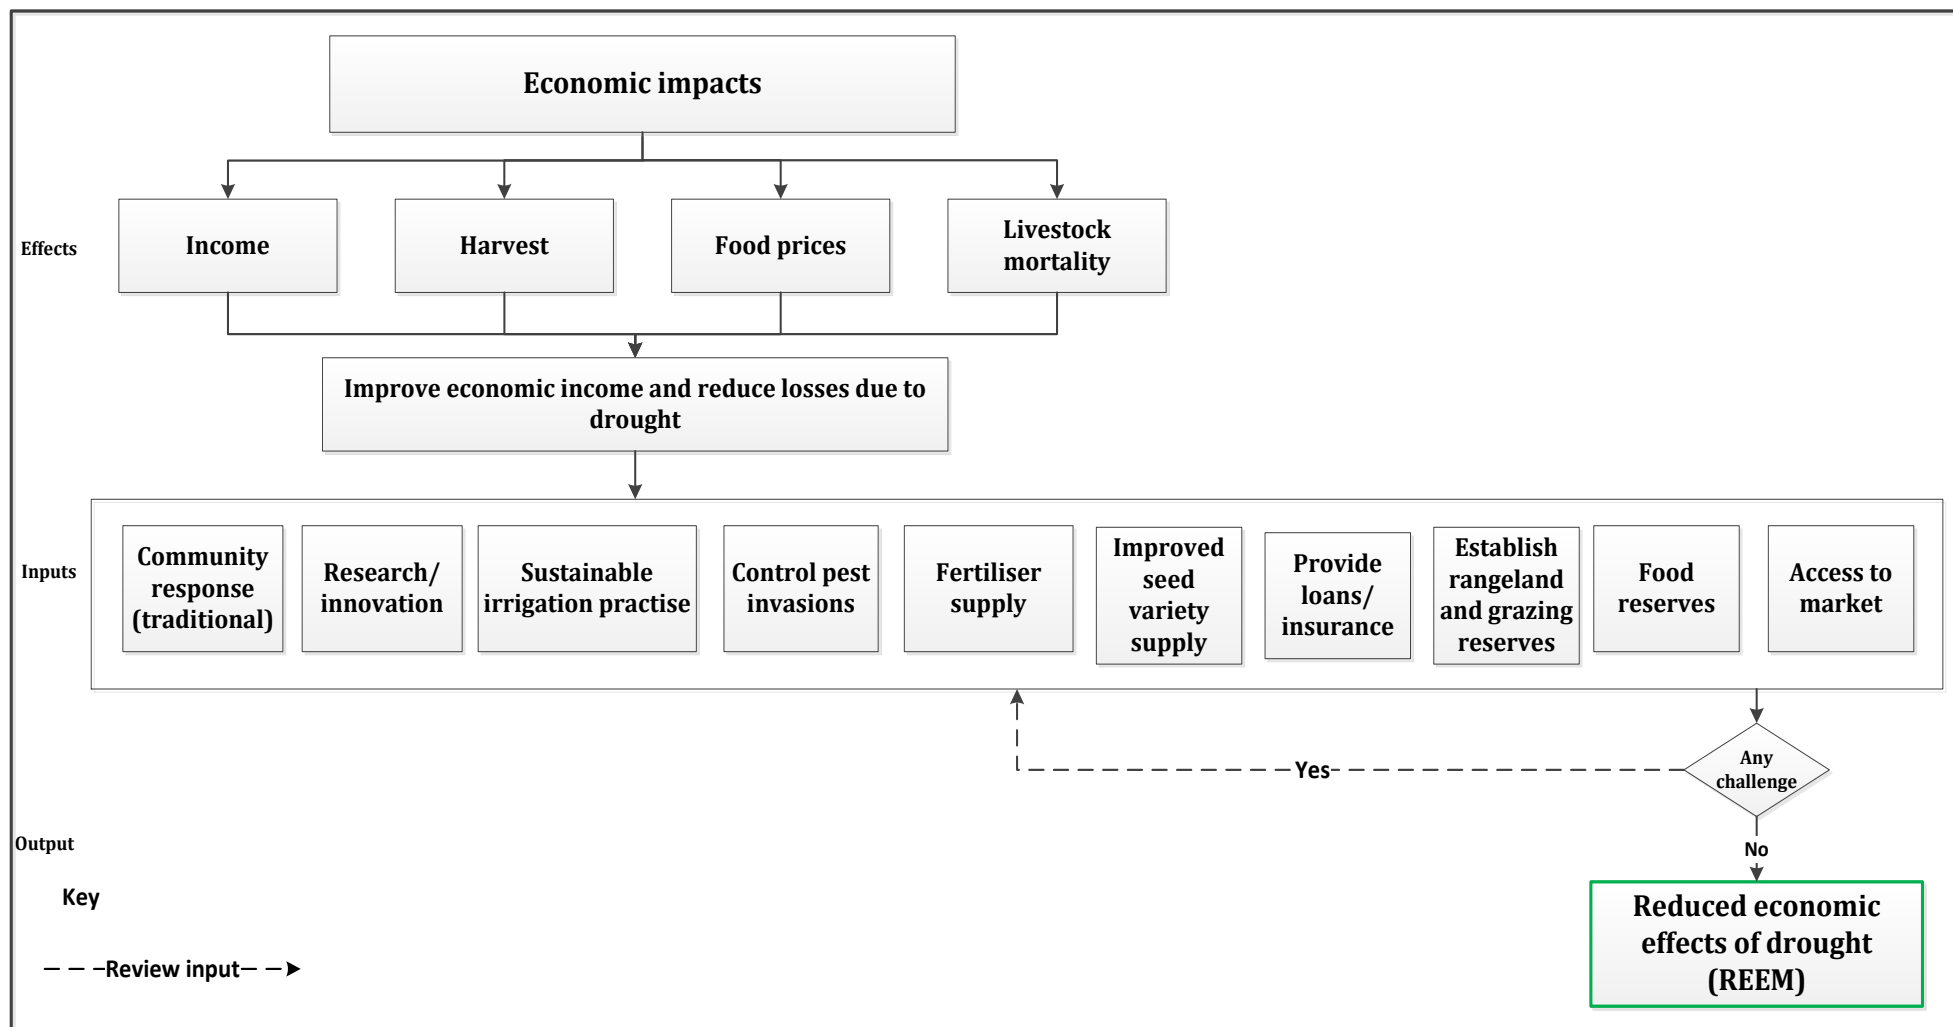 Economic impacts
Effects
Income
Harvest
Food prices
Livestock
mortality
Improve economic income and reduce losses due to
drought
Inputs
Community
response
(traditional)
Research/
innovation
Sustainable
irrigation practise
Control pest
invasions
Fertiliser
supply
Improved
seed
variety
supply
Provide
loans/
insurance
Establish
rangeland
and grazing
reserves
Food
reserves
Access to
market
Any
challenge
Yes
No
Output
Key
Review input
Reduced economic
effects of drought
(REEM)